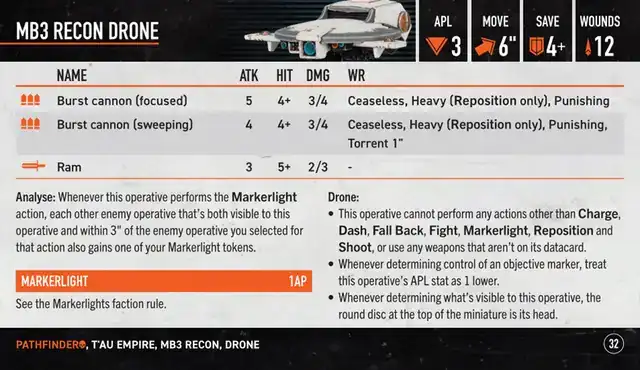 MB3 RECON DRONE
APL MOVE SAVE WOUNDS
3 6" 4+ 12
NAME ATK HIT DMG WR
Burst cannon (focused) 5 4+ 3/4 Ceaseless, Heavy (Reposition only), Punishing
Burst cannon (sweeping) 4 4+ 3/4 Ceaseless, Heavy (Reposition only), Punishing,
Torrent 1"
Ram 3 5+ 2/3 -
Analyse: Whenever this operative performs the Markerlight
action, each other enemy operative that's both visible to this
operative and within 3" of the enemy operative you selected for
that action also gains one of your Markerlight tokens.
MARKERLIGHT 1AP
See the Markerlights faction rule.
Drone:
• This operative cannot perform any actions other than Charge,
Dash, Fall Back, Fight, Markerlight, Reposition and
Shoot, or use any weapons that aren't on its datacard.
• Whenever determining control of an objective marker, treat
this operative's APL stat as 1 lower.
• Whenever determining what's visible to this operative, the
round disc at the top of the miniature is its head.
PATHFINDER, T'AU EMPIRE, MB3 RECON, DRONE
32